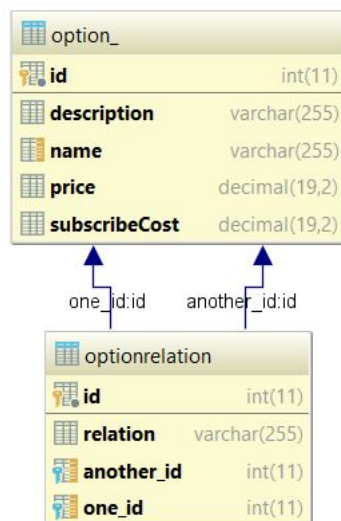 option_
id int(11)
description varchar(255)
name varchar(255)
price decimal(19,2)
subscribeCost decimal(19,2)
one_id:id another_id:id
optionrelation
id int(11)
relation varchar(255)
another_id int(11)
one_id int(11)